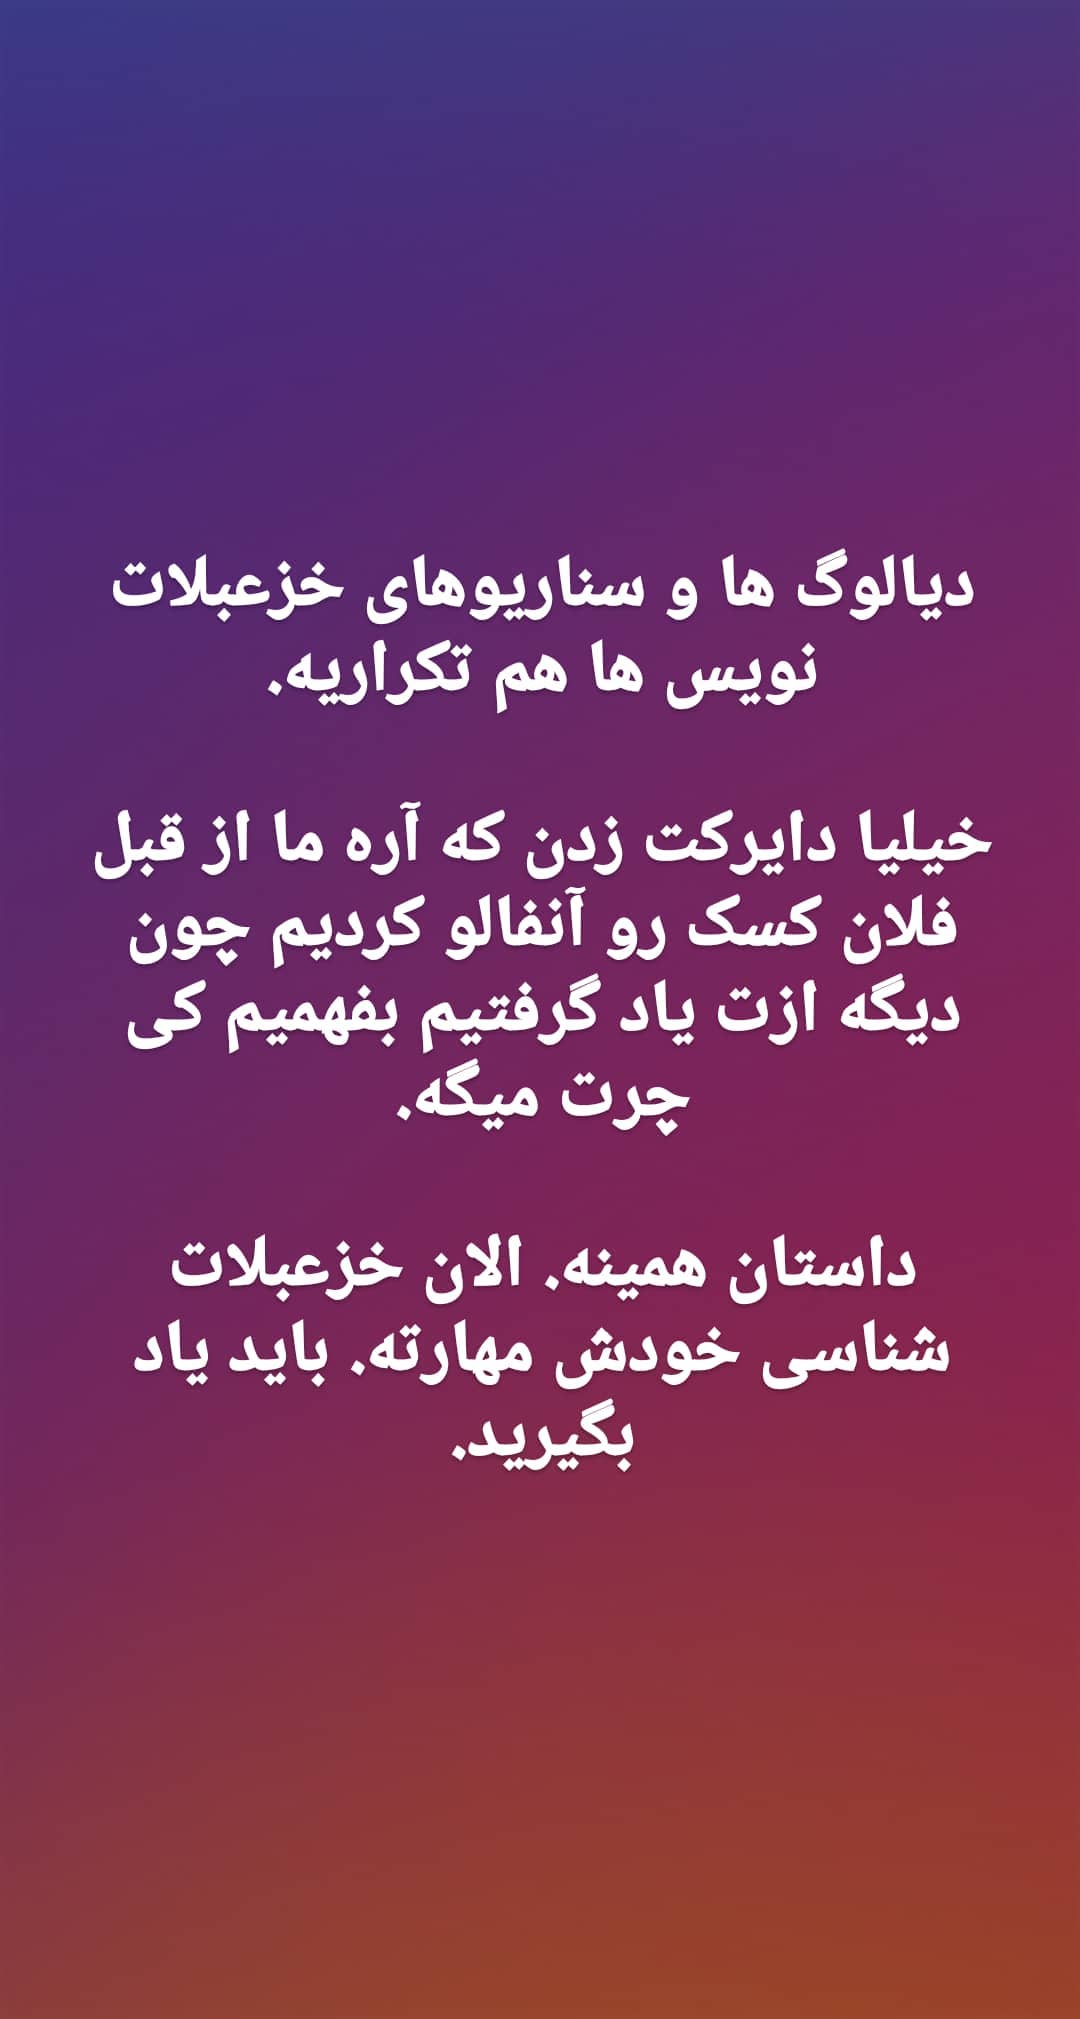 دیالوگ ها و سناریوهای خزعبلات
نویس ها هم تکراریه.
خیلیا دایرکت زدن که آره ما از قبل
فلان کسک رو آنفالو کردیم چون
دیگه ازت یاد گرفتیم بفهمیم کی
چرت میگه.
داستان همینه. الان خزعبلات
شناسی خودش مهارته. باید یاد
بگیرید.